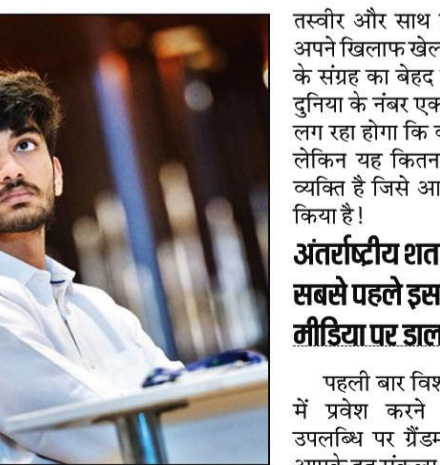 तस्वीर और साथ
अपने खिलाफ खेल
के संग्रह का बेहद
दुनिया के नंबर एक
लग रहा होगा कि
लेकिन यह कितन
व्यक्ति है जिसे आ
किया है!
अंतर्राष्ट्रीय शत
सबसे पहले इस
मीडिया पर डाल
पहली बार विश
में प्रवेश करने
उपलब्धि पर ग्रैंडम